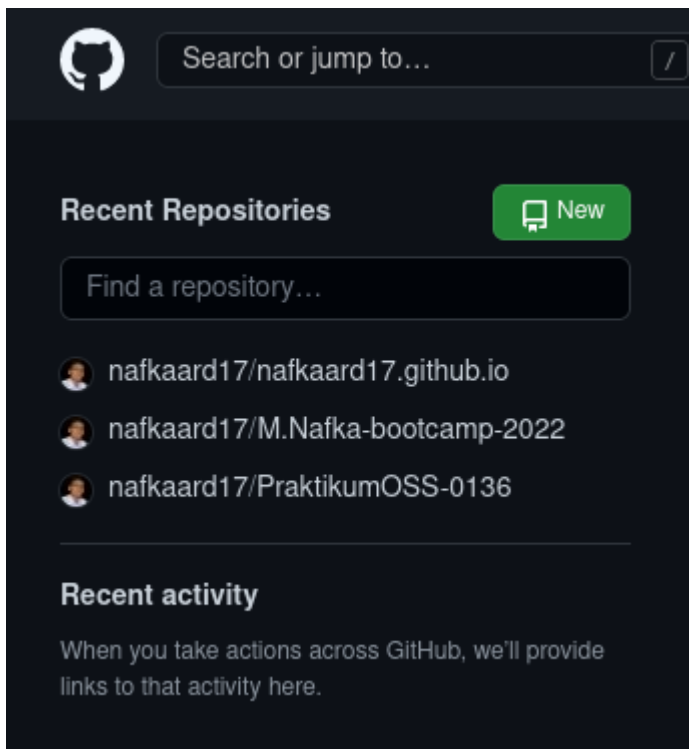 Search or jump to… /
Recent Repositories
New
Find a repository…
nafkaard17/nafkaard17.github.io
nafkaard17/M.Nafka-bootcamp-2022
nafkaard17/PraktikumOSS-0136
Recent activity
When you take actions across GitHub, we’ll provide
links to that activity here.